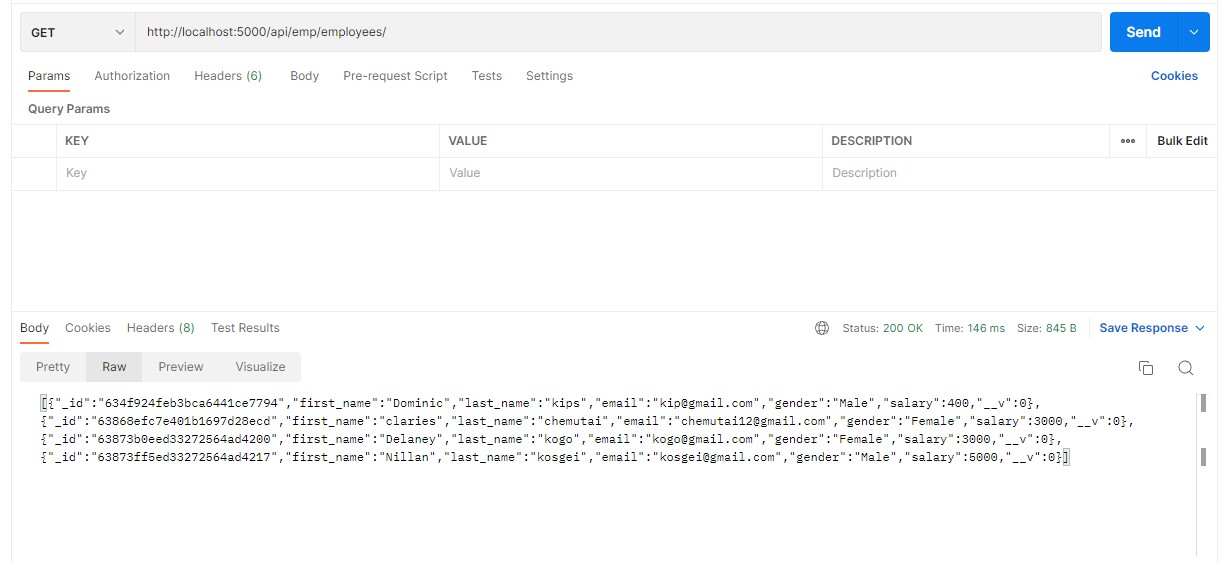 GET http://localhost:5000/api/emp/employees/ Send
Params Authorization Headers (6) Body Pre-request Script Tests Settings Cookies
Query Params
KEY VALUE DESCRIPTION ooo Bulk Edit
Key Value Description
Body Cookies Headers (8) Test Results Status: 200 OK Time: 146 ms Size: 845 B Save Response
Pretty Raw Preview Visualize
[{"_id":"634f924feb3bca6441ce7794","first_name":"Dominic","last_name":"kips","email":"kip@gmail.com","gender":"Male","salary":400,"__v":0},
{"_id":"63868efc7e401b1697d28ecd","first_name":"claries","last_name":"chemutai","email":"chemutai12@gmail.com","gender":"Female","salary":3000,"__v":0},
{"_id":"63873b0eed33272564ad4200","first_name":"Delaney","last_name":"kogo","email":"kogo@gmail.com","gender":"Female","salary":3000,"__v":0},
{"_id":"63873ff5ed33272564ad4217","first_name":"Nillan","last_name":"kosgei","email":"kosgei@gmail.com","gender":"Male","salary":5000,"__v":0}]